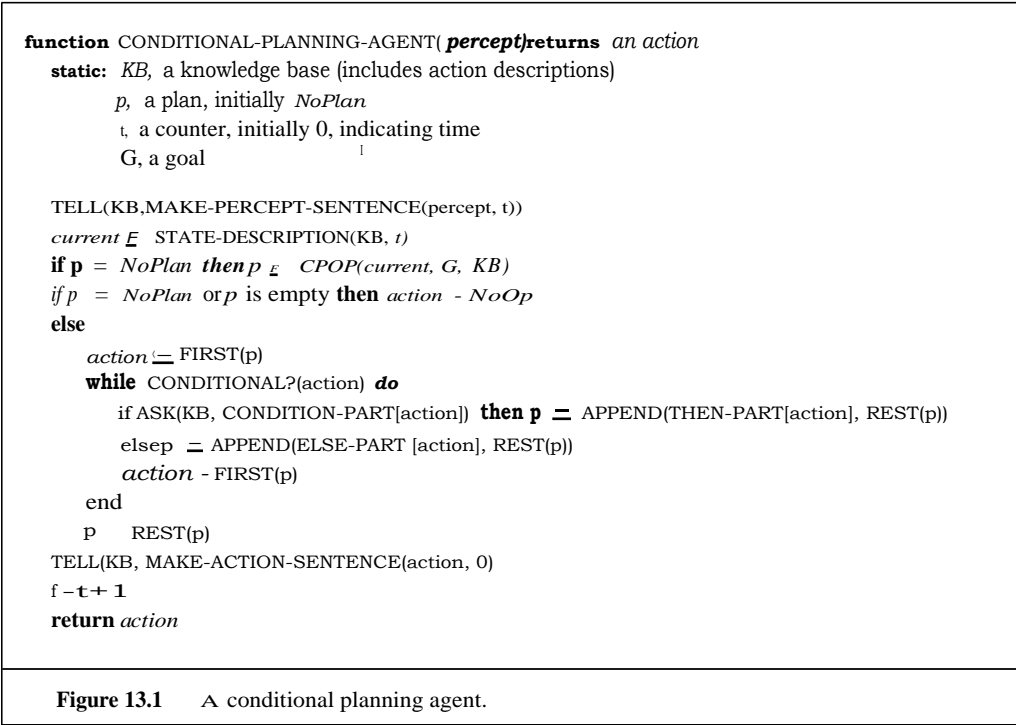 function CONDITIONAL-PLANNING-AGENT( percept)returns an action
static: KB, a knowledge base (includes action descriptions)
p, a plan, initially NoPlan
t, a counter, initially 0, indicating time
G, a goal I
TELL(KB,MAKE-PERCEPT-SENTENCE(percept, t))
current F STATE-DESCRIPTION(KB, t)
if p = NoPlan then p F CPOP(current, G, KB)
if p = NoPlan or p is empty then action - NoOp
else
action (= FIRST(p)
while CONDITIONAL?(action) do
if ASK(KB, CONDITION-PART[action]) then p = APPEND(THEN-PART[action], REST(p))
elsep = APPEND(ELSE-PART [action], REST(p))
action - FIRST(p)
end
p REST(p)
TELL(KB, MAKE-ACTION-SENTENCE(action, 0)
f – t + 1
return action
Figure 13.1 A conditional planning agent.